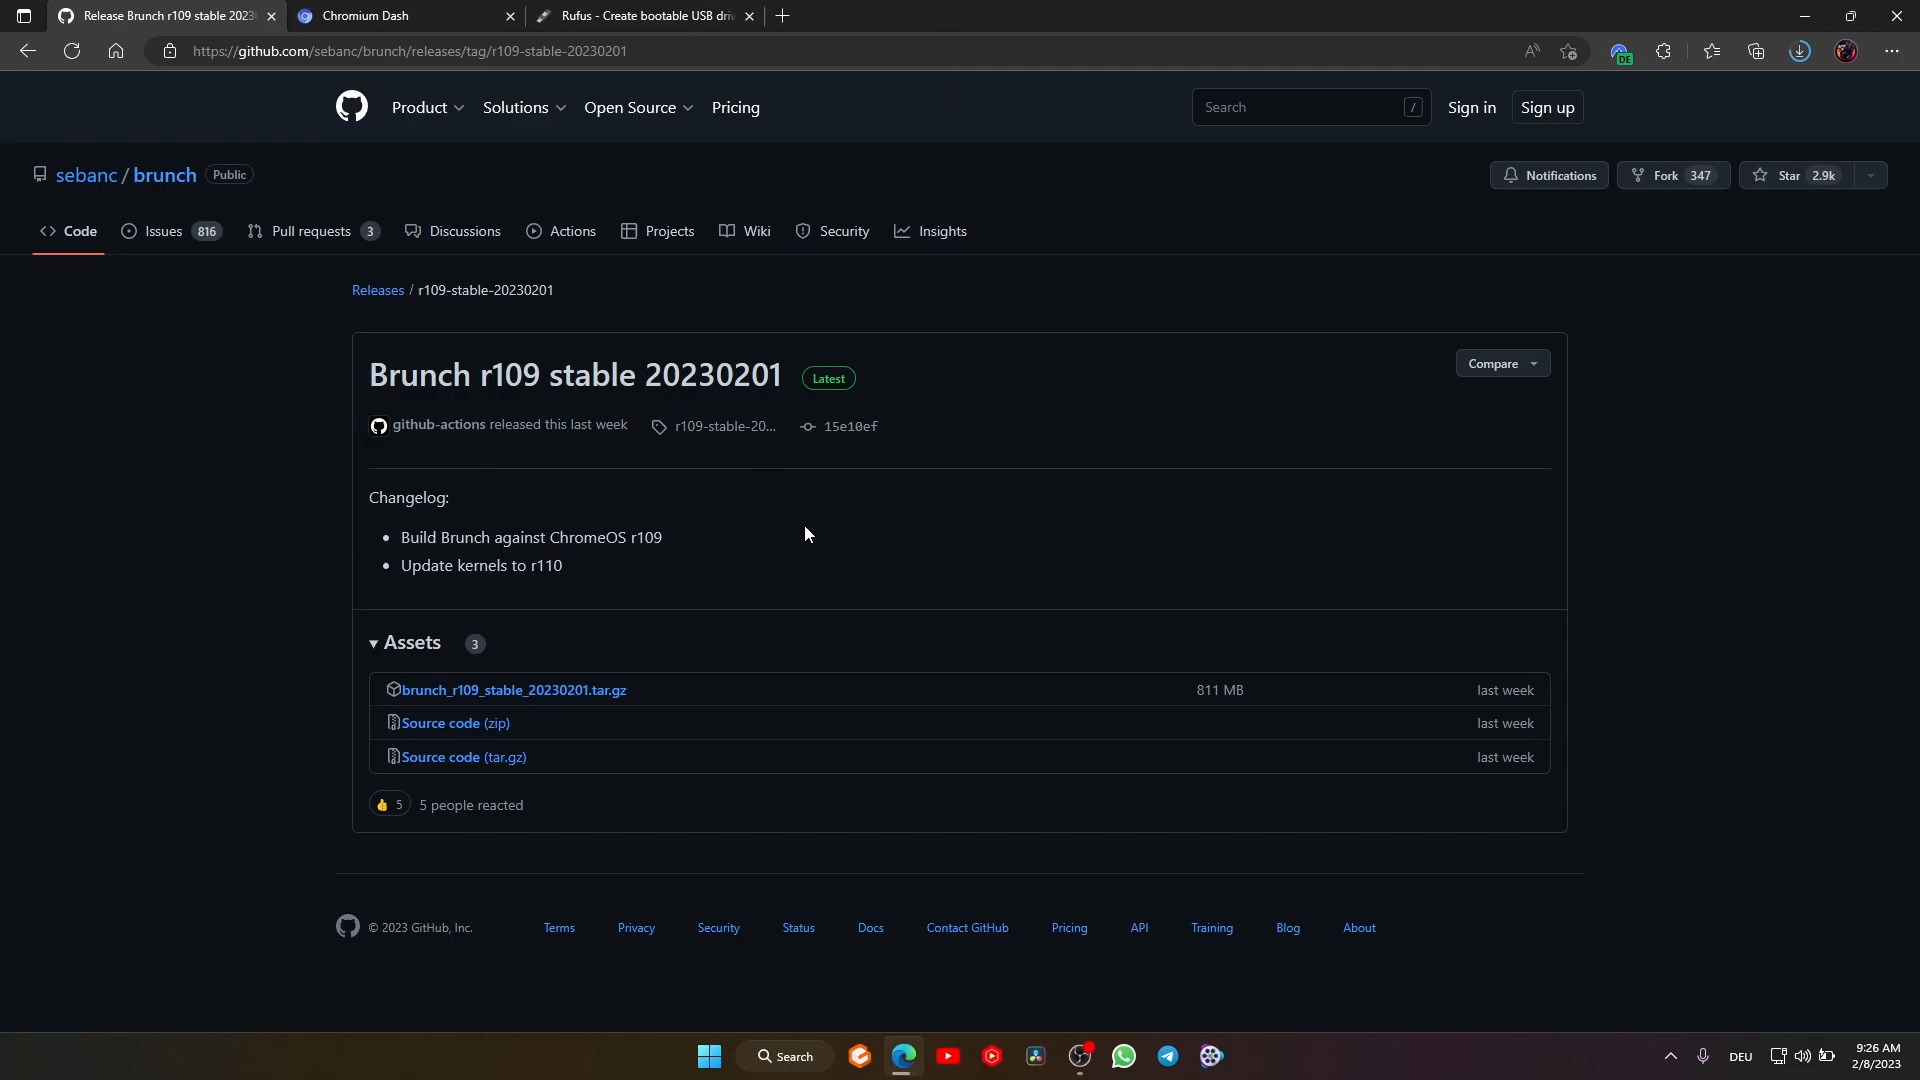 Release Brunch r109 stable 2023
Chromium Dash
Rufus - Create bootable USB driv
https://github.com/sebanc/brunch/releases/tag/r109-stable-20230201
DE
Product
Solutions
Open Source
Pricing
Search
/
Sign in
Sign up
sebanc / brunch
Public
Notifications
Fork 347
Star 2.9k
Code
Issues 816
Pull requests 3
Discussions
Actions
Projects
Wiki
Security
Insights
Releases / r109-stable-20230201
Brunch r109 stable 20230201
Latest
Compare
github-actions released this last week
r109-stable-20...
15e10ef
Changelog:
Build Brunch against ChromeOS r109
Update kernels to r110
Assets 3
brunch_r109_stable_20230201.tar.gz
811 MB
last week
Source code (zip)
last week
Source code (tar.gz)
last week
👍 5
5 people reacted
© 2023 GitHub, Inc.
Terms
Privacy
Security
Status
Docs
Contact GitHub
Pricing
API
Training
Blog
About
Search
DEU
9:26 AM
2/8/2023